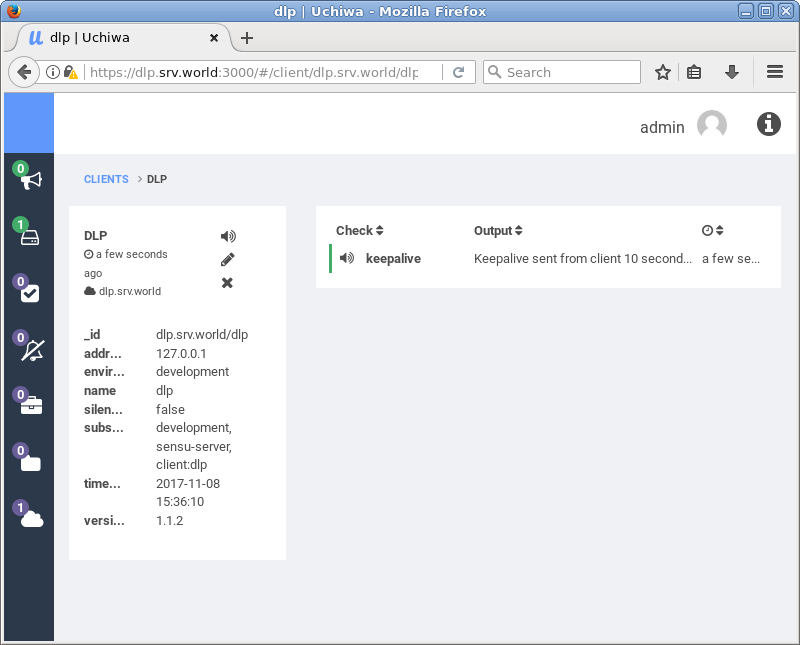 dlp | Uchiwa - Mozilla Firefox
dlp | Uchiwa
https://dlp.srv.world:3000/#/client/dlp.srv.world/dlp
Search
admin
0
1
0
0
0
0
1
CLIENTS > DLP
DLP
a few seconds
ago
dlp.srv.world
_id dlp.srv.world/dlp
addr... 127.0.0.1
envir... development
name dlp
silen... false
subs... development,
sensu-server,
client:dlp
time... 2017-11-08
15:36:10
versi... 1.1.2
Check Output
keepalive Keepalive sent from client 10 second... a few se...